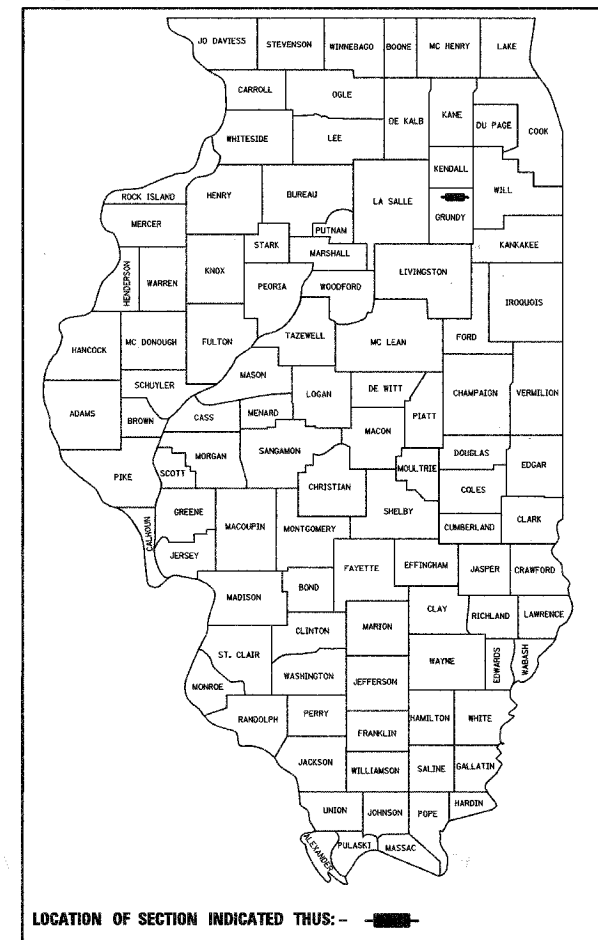 JO DAVIESS STEVENSON WINNEBAGO BOONE MC HENRY LAKE
CARROLL OGLE DE KALB KANE DU PAGE COOK
WHITESIDE LEE KENDALL WILL
ROCK ISLAND HENRY BUREAU LA SALLE GRUNDY
MERCER PUTNAM KANKAKEE
HENDERSON WARREN KNOX STARK MARSHALL LIVINGSTON
PEORIA WOODFORD IROQUOIS
HANCOCK MC DONOUGH FULTON TAZEWELL MC LEAN FORD
SCHUYLER MASON LOGAN DE WITT CHAMPAIGN VERMILION
ADAMS BROWN CASS MENARD MACON PIATT
PIKE SCOTT MORGAN SANGAMON MOULTRIE DOUGLAS EDGAR
CHRISTIAN COLES
CALHOUN GREENE MACOUPIN MONTGOMERY SHELBY CUMBERLAND CLARK
JERSEY FAYETTE EFFINGHAM JASPER CRAWFORD
MADISON BOND CLAY RICHLAND LAWRENCE
CLINTON MARION
ST. CLAIR WAYNE EDWARDS WABASH
MONROE WASHINGTON JEFFERSON
RANDOLPH PERRY HAMILTON WHITE
FRANKLIN
JACKSON WILLIAMSON SALINE GALLATIN
UNION JOHNSON POPE HARDIN
ALEXANDER PULASKI MASSAC
LOCATION OF SECTION INDICATED THUS: -